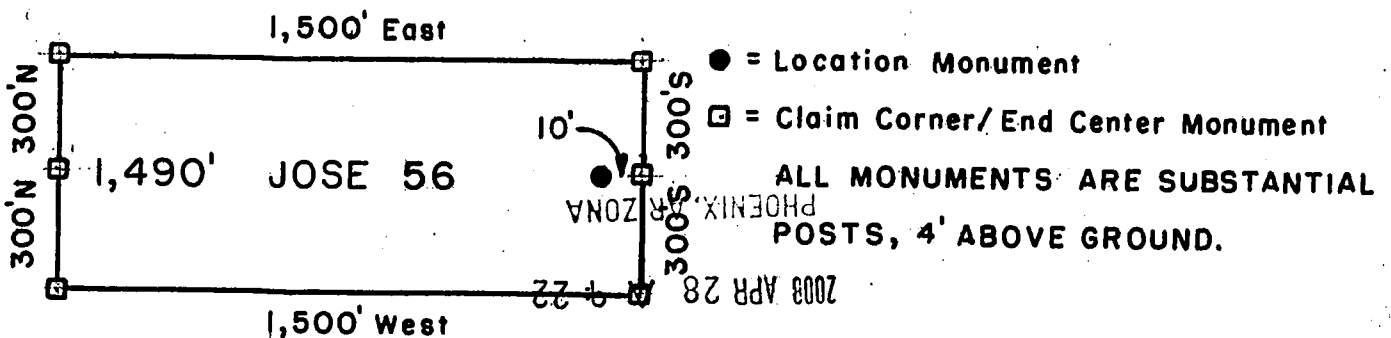 1,500' East
300'N
300'N
1,490' JOSE 56
10'
300'S
300'S
1,500' West
= Location Monument
= Claim Corner/End Center Monument
ALL MONUMENTS ARE SUBSTANTIAL
POSTS, 4' ABOVE GROUND.
2008 APR 28 A 9:22
PHOENIX, ARIZONA